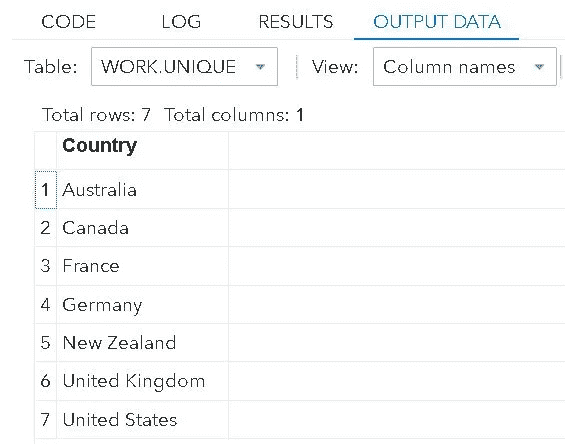 CODE LOG RESULTS OUTPUT DATA
Table: WORK.UNIQUE View: Column names
Total rows: 7 Total columns: 1
Country
1 Australia
2 Canada
3 France
4 Germany
5 New Zealand
6 United Kingdom
7 United States